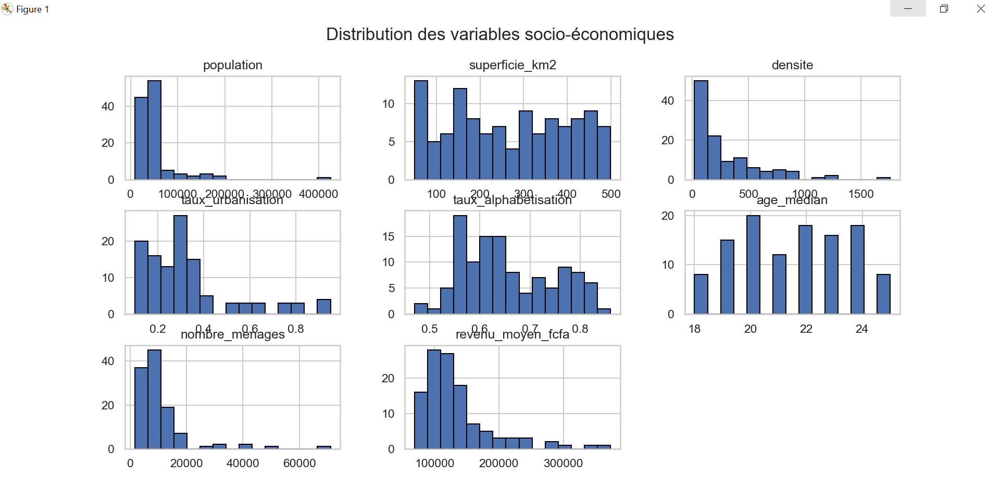 Figure 1
Distribution des variables socio-économiques
population
superficie_km2
densite
40
20
0
10
5
0
40
20
0
0 100000 200000 300000 400000
100 200 300 400 500
0 500 1000 1500
taux_urbanisation
taux_alphabetisation
age_median
20
10
0
15
10
5
0
20
10
0
0.2 0.4 0.6 0.8
0.5 0.6 0.7 0.8
18 20 22 24
nombre_menages
revenu_moyen_fcfa
40
20
0
20
10
0
0 20000 40000 60000
100000 200000 300000